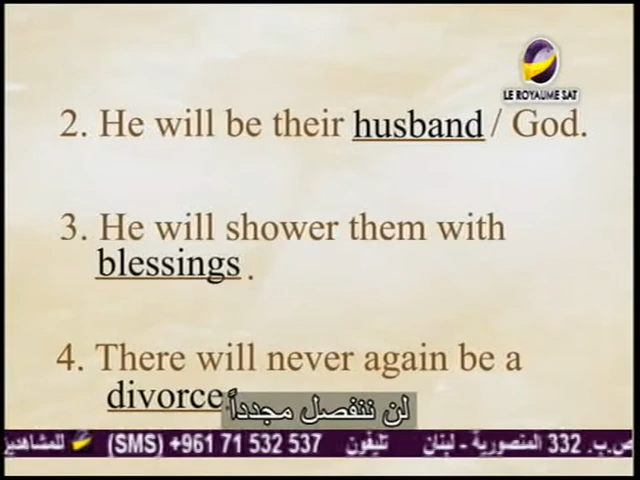 LE ROYAUME SAT
2. He will be their husband / God.
3. He will shower them with
blessings .
4. There will never again be a
divorce
لن ننفصل مجدداً
ص.ب. 332 المنصورية - لبنان تليفون +961 71 532 537 (SMS) للمشاهدين